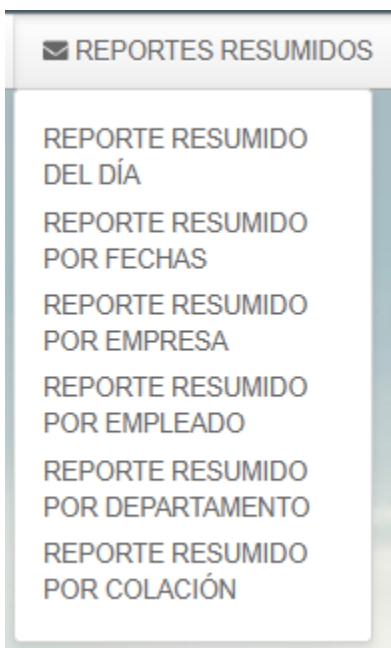 REPORTES RESUMIDOS
REPORTE RESUMIDO
DEL DÍA
REPORTE RESUMIDO
POR FECHAS
REPORTE RESUMIDO
POR EMPRESA
REPORTE RESUMIDO
POR EMPLEADO
REPORTE RESUMIDO
POR DEPARTAMENTO
REPORTE RESUMIDO
POR COLACIÓN